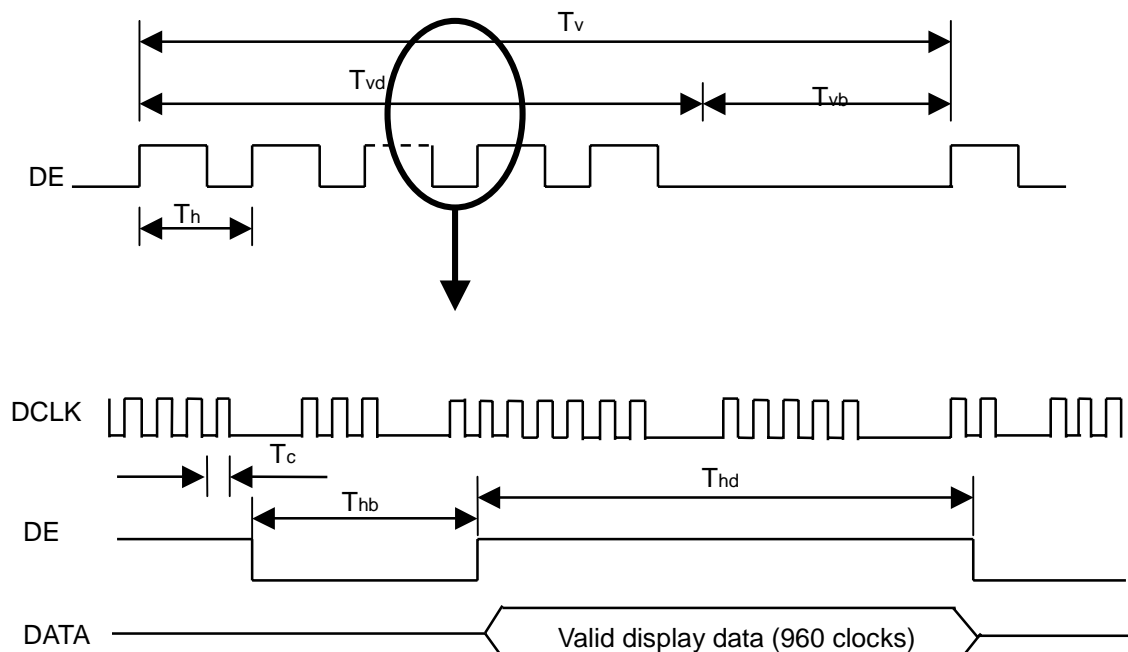 Tv
Tvd
Tvb
DE
Th
DCLK
Tc
Thd
Thb
DE
DATA
Valid display data (960 clocks)